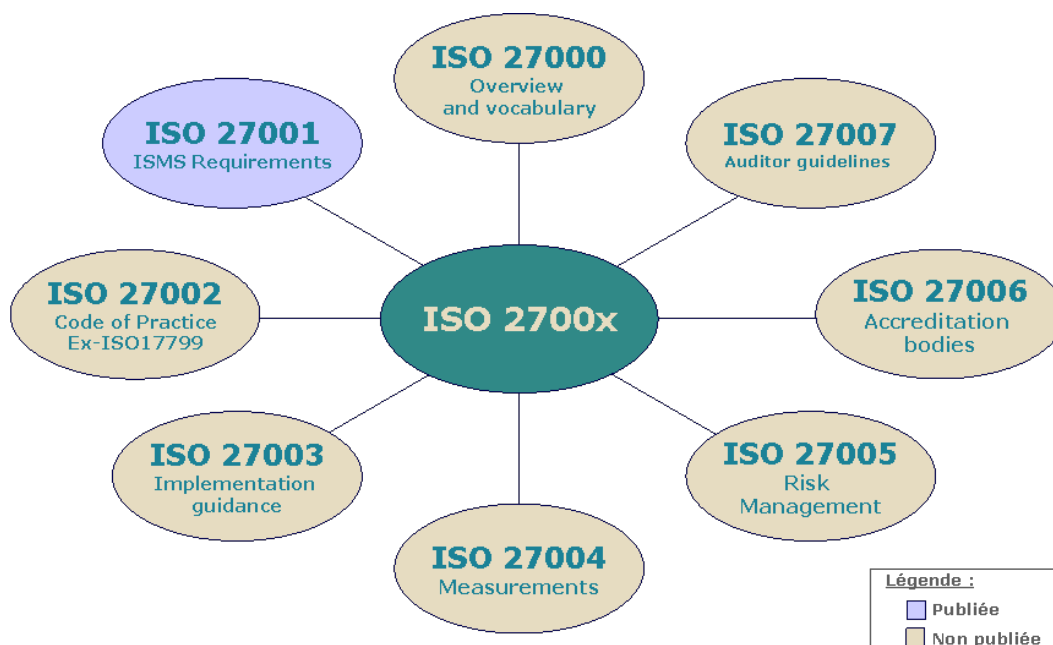 ISO 27000
Overview
and vocabulary
ISO 27001
ISMS Requirements
ISO 27007
Auditor guidelines
ISO 27002
Code of Practice
Ex-ISO17799
ISO 2700x
ISO 27006
Accreditation
bodies
ISO 27003
Implementation
guidance
ISO 27005
Risk
Management
ISO 27004
Measurements
Légende :
Publiée
Non publiée